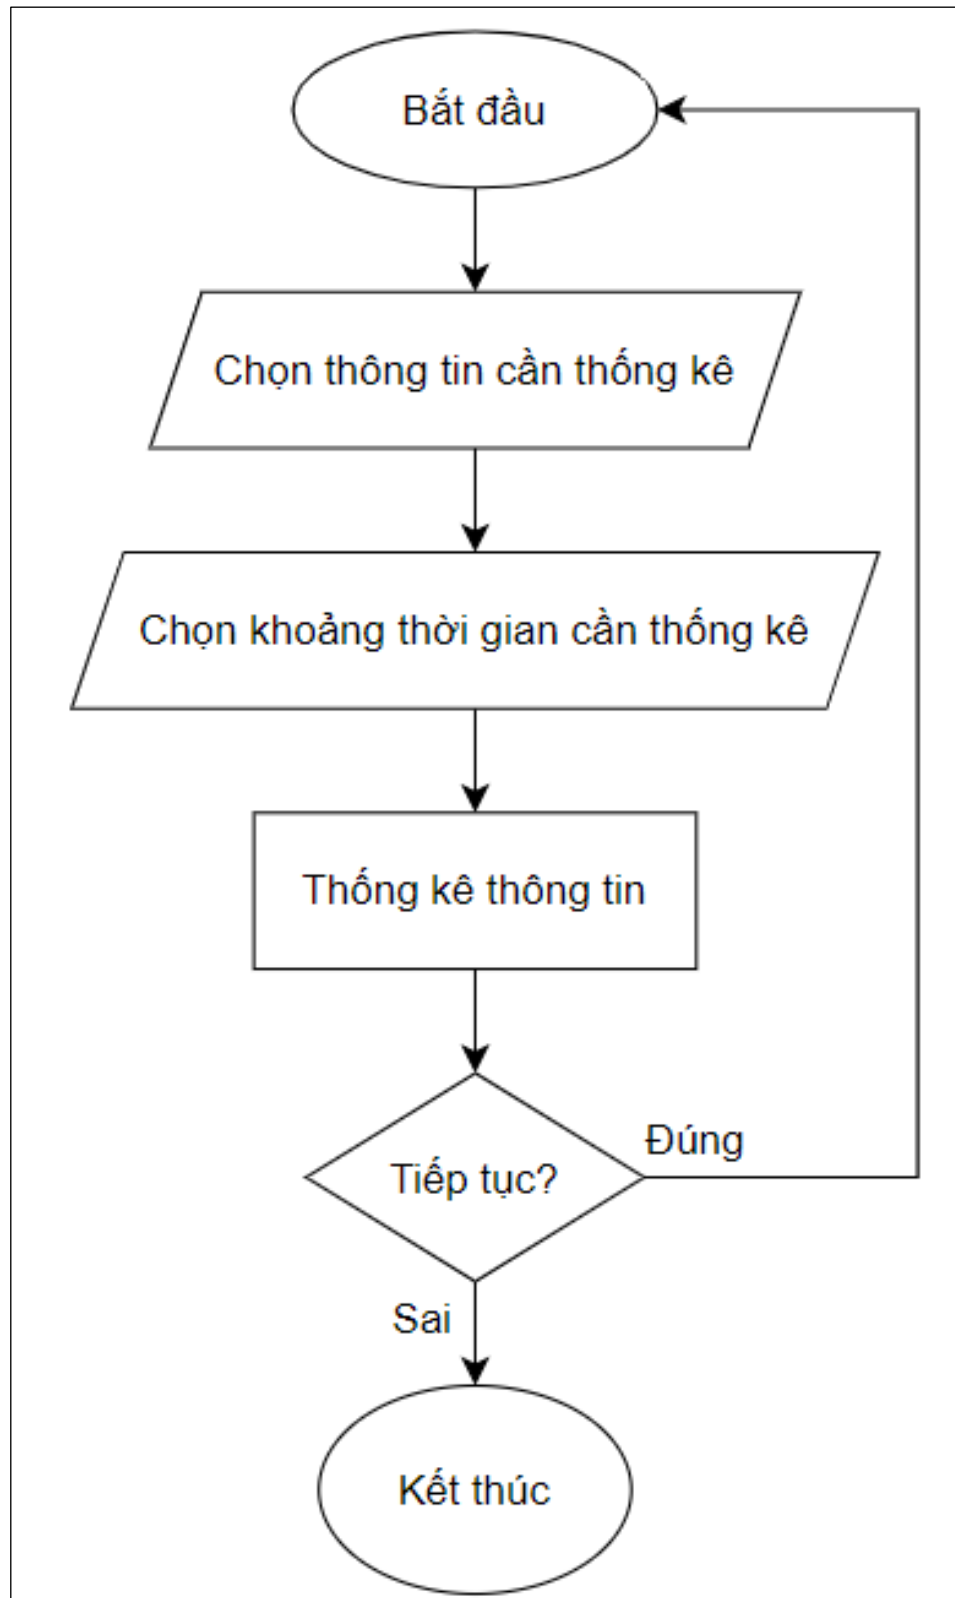 Bắt đầu
Chọn thông tin cần thống kê
Chọn khoảng thời gian cần thống kê
Thống kê thông tin
Đúng
Tiếp tục?
Sai
Kết thúc